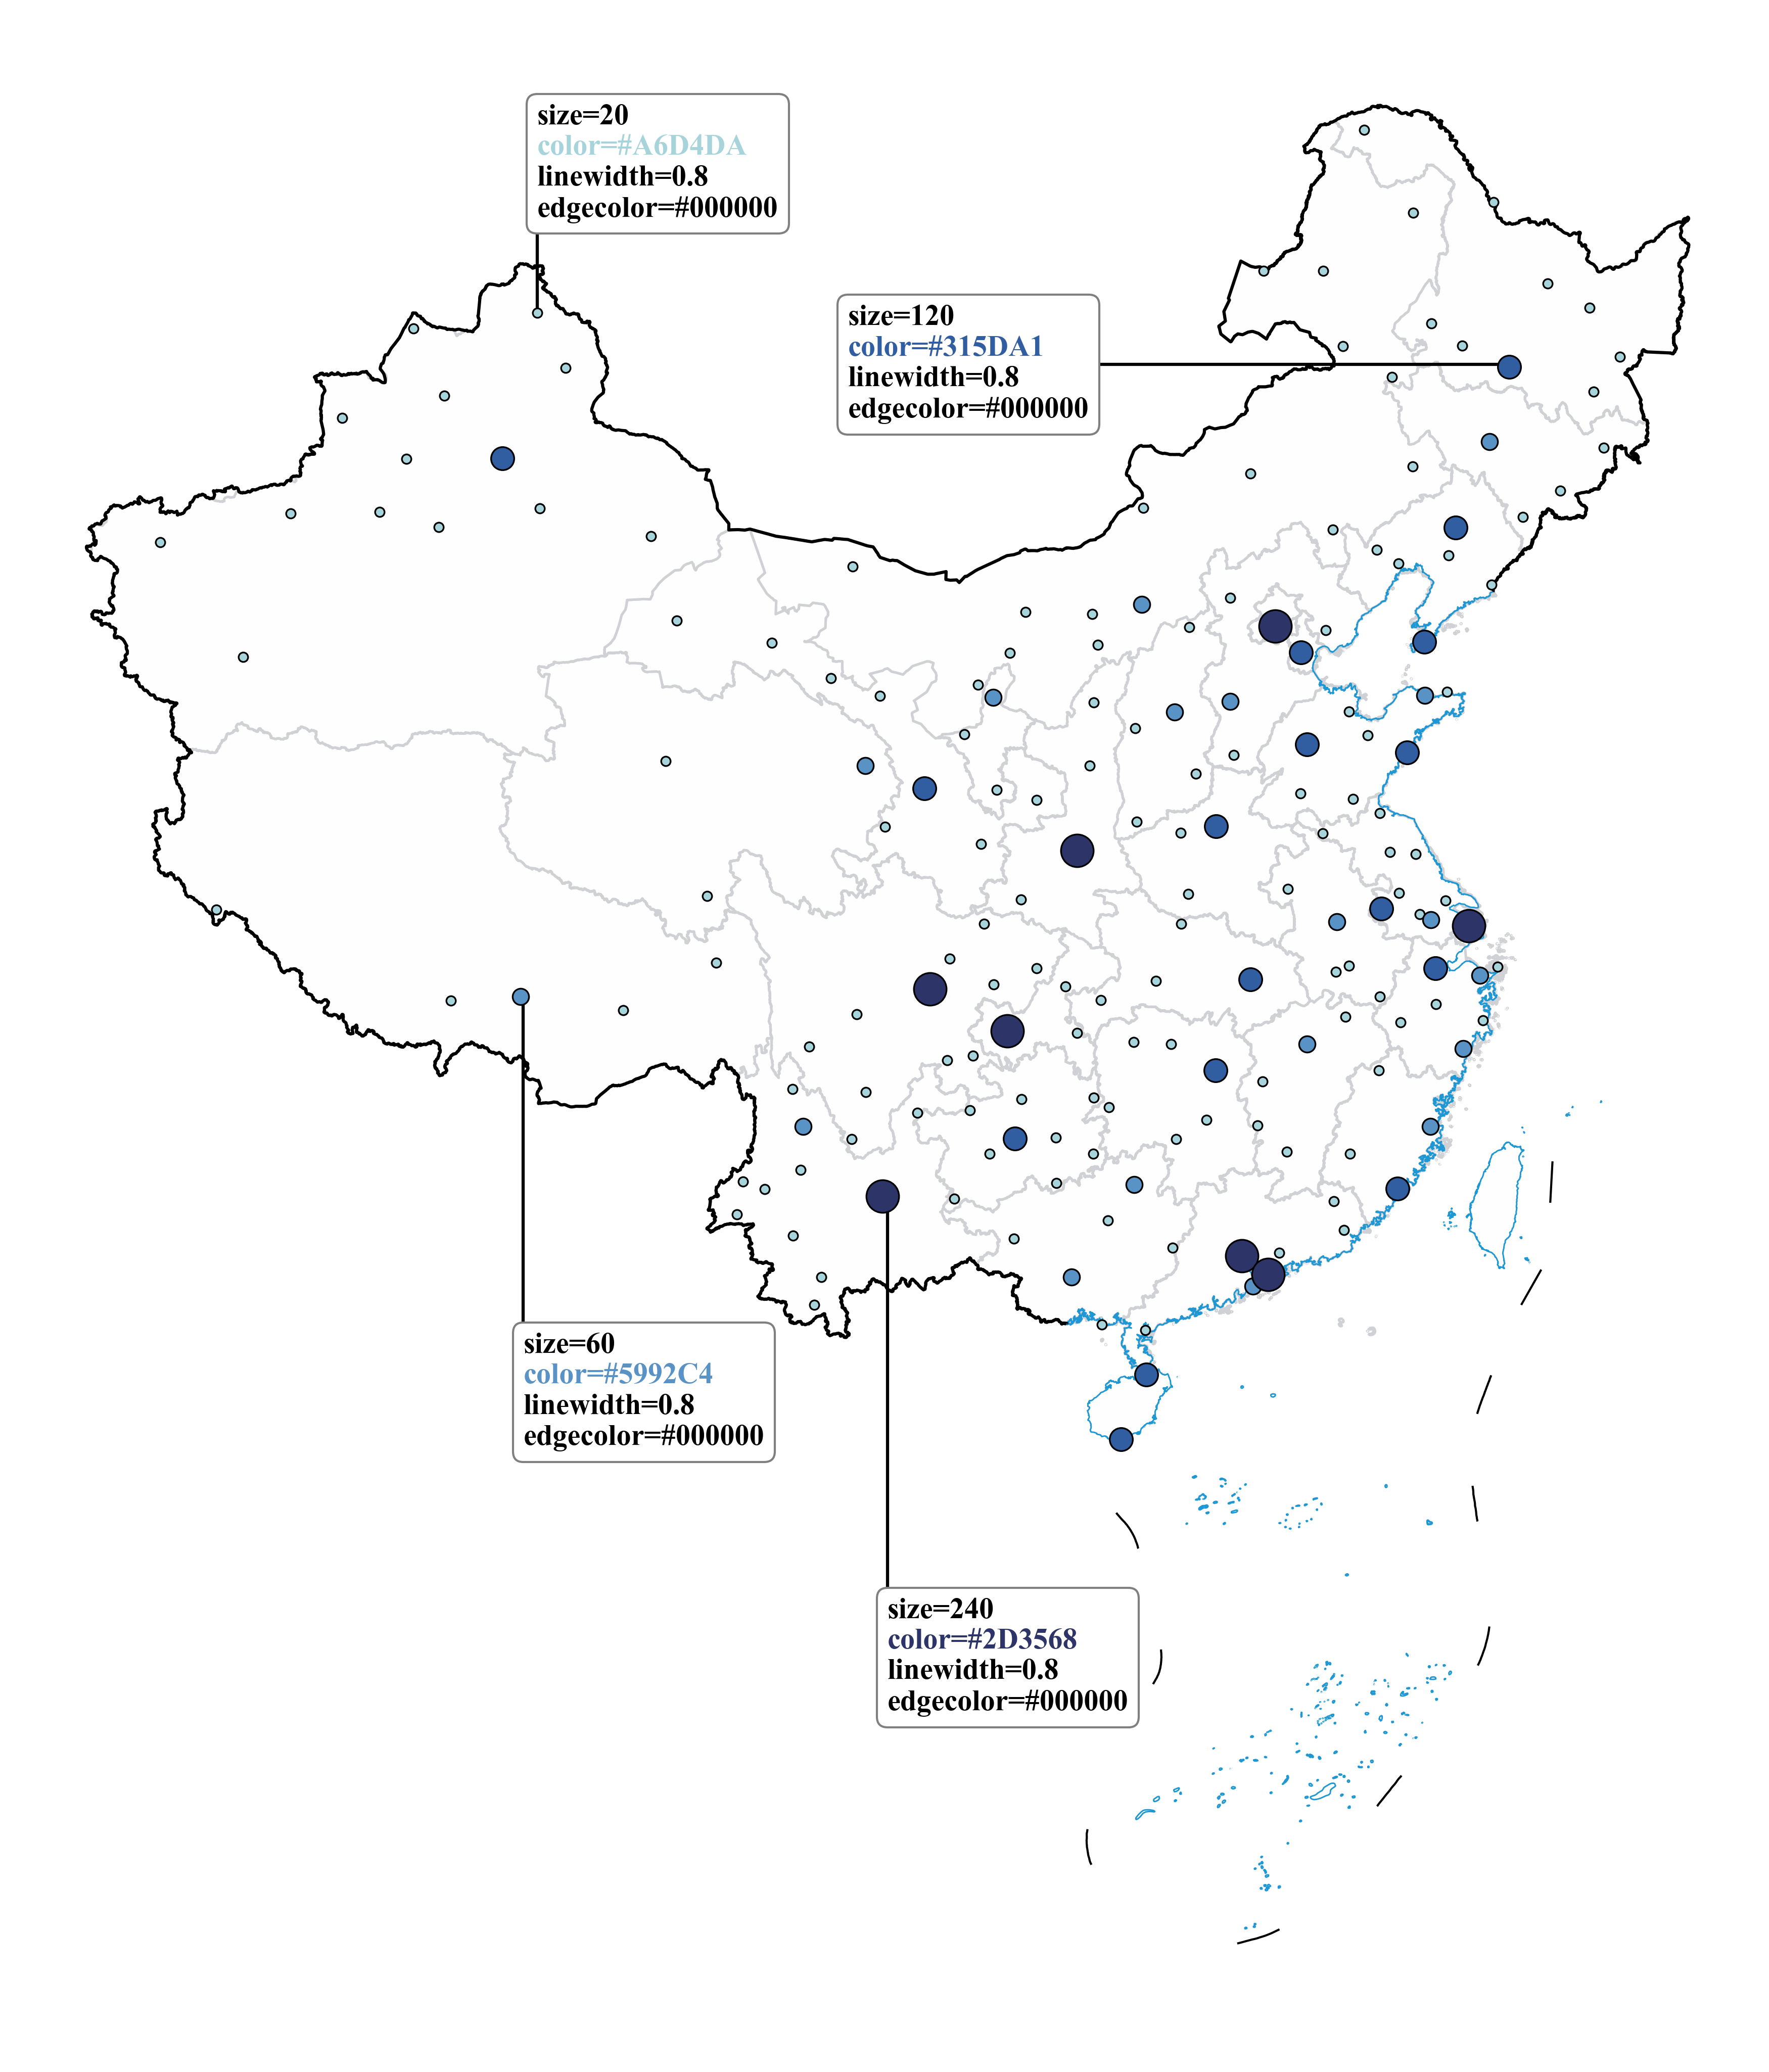 size=20
color=#A6D4DA
linewidth=0.8
edgecolor=#000000
size=120
color=#315DA1
linewidth=0.8
edgecolor=#000000
size=60
color=#5992C4
linewidth=0.8
edgecolor=#000000
size=240
color=#2D3568
linewidth=0.8
edgecolor=#000000